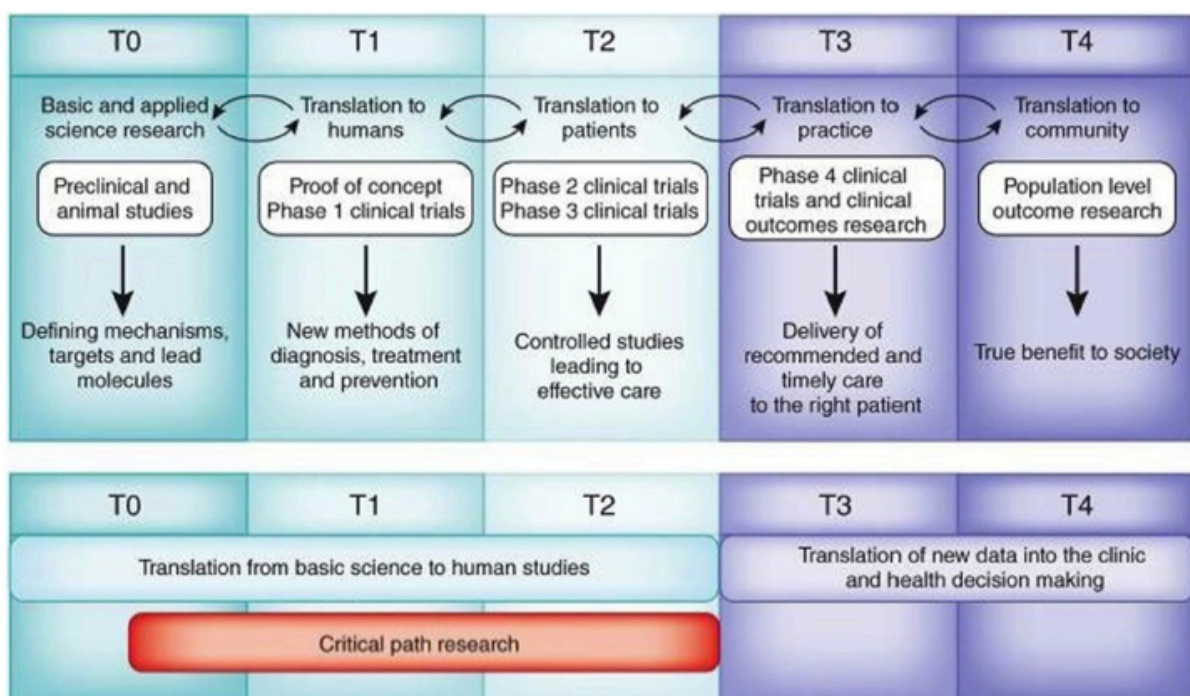 T0
T1
T2
T3
T4
Basic and applied
science research
Translation to
humans
Translation to
patients
Translation to
practice
Translation to
community
Preclinical and
animal studies
Proof of concept
Phase 1 clinical trials
Phase 2 clinical trials
Phase 3 clinical trials
Phase 4 clinical
trials and clinical
outcomes research
Population level
outcome research
Defining mechanisms,
targets and lead
molecules
New methods of
diagnosis, treatment
and prevention
Controlled studies
leading to
effective care
Delivery of
recommended and
timely care
to the right patient
True benefit to society
T0
T1
T2
T3
T4
Translation from basic science to human studies
Translation of new data into the clinic
and health decision making
Critical path research